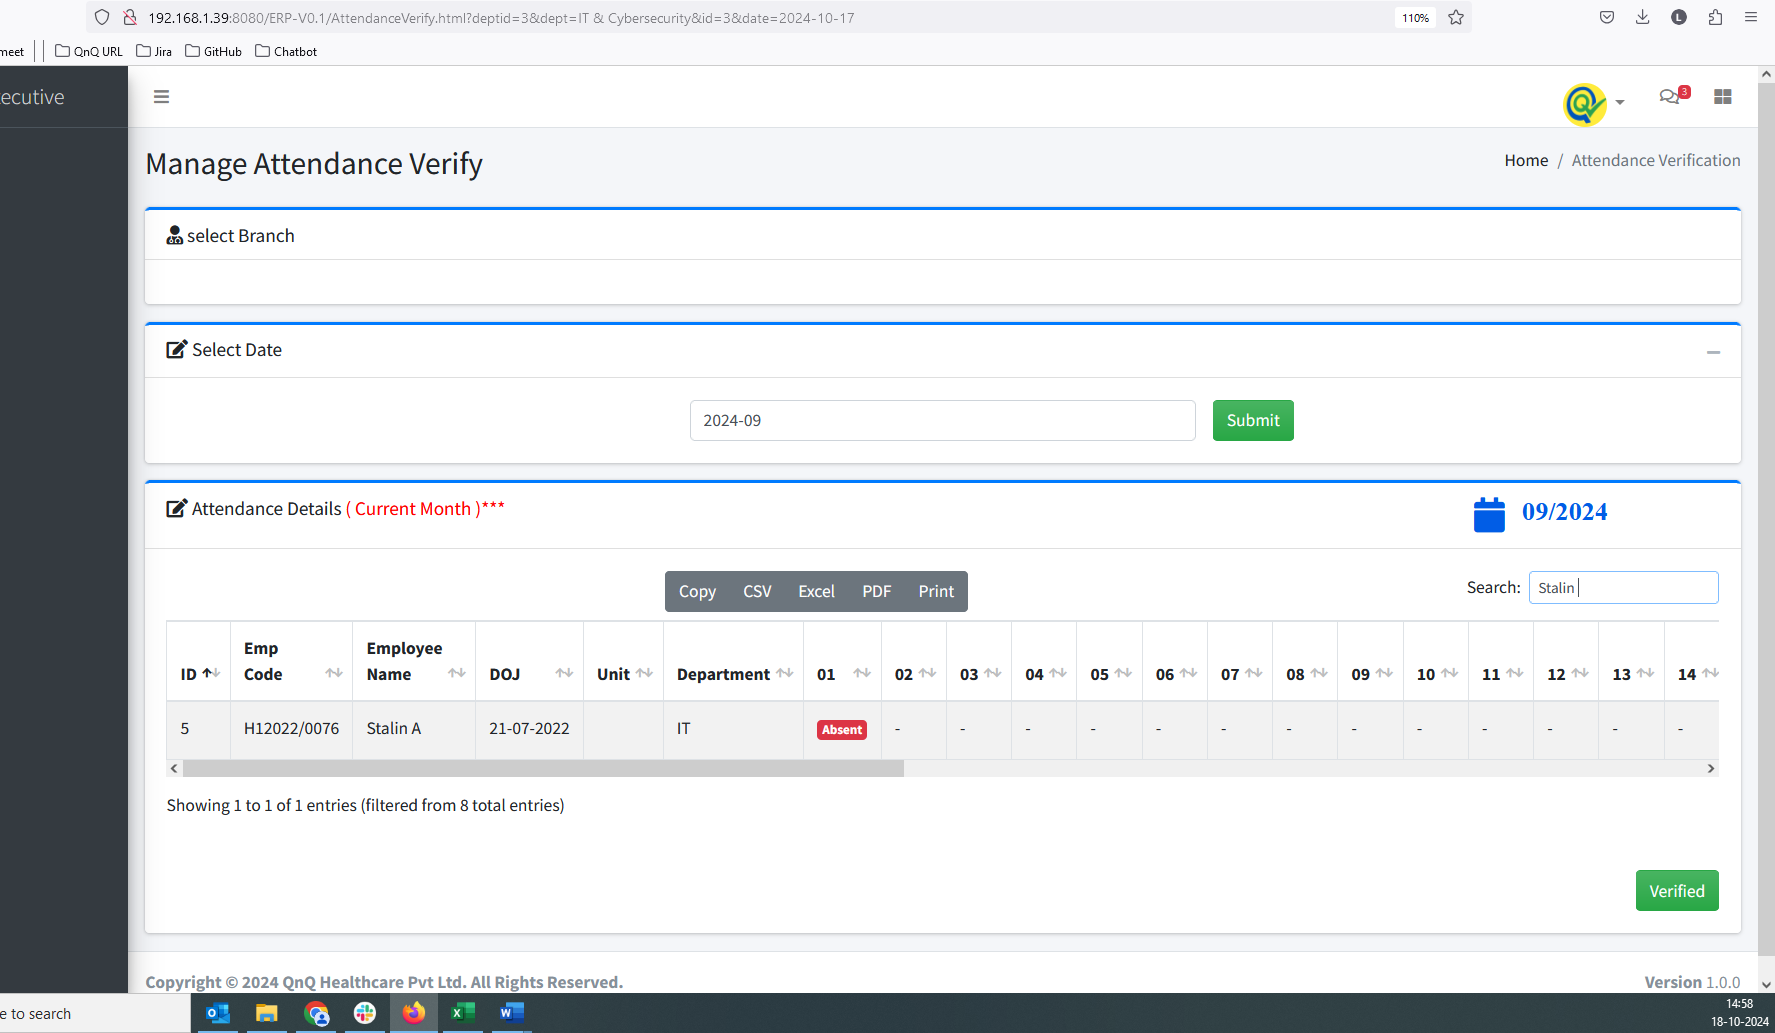 192.168.1.39:8080/ERP-V0.1/AttendanceVerify.html?deptid=3&dept=IT & Cybersecurity&id=3&date=2024-10-17
110%
L
meet
QnQ URL
Jira
GitHub
Chatbot
ecutive
3
Manage Attendance Verify
Home / Attendance Verification
select Branch
Select Date
2024-09
Submit
Attendance Details ( Current Month )***
09/2024
Copy CSV Excel PDF Print
Search: Stalin
ID Emp Code Employee Name DOJ Unit Department 01 02 03 04 05 06 07 08 09 10 11 12 13 14
5 H12022/0076 Stalin A 21-07-2022 IT Absent - - - - - - - - - - - - -
Showing 1 to 1 of 1 entries (filtered from 8 total entries)
Verified
Copyright © 2024 QnQ Healthcare Pvt Ltd. All Rights Reserved.
Version 1.0.0
e to search
14:58
18-10-2024